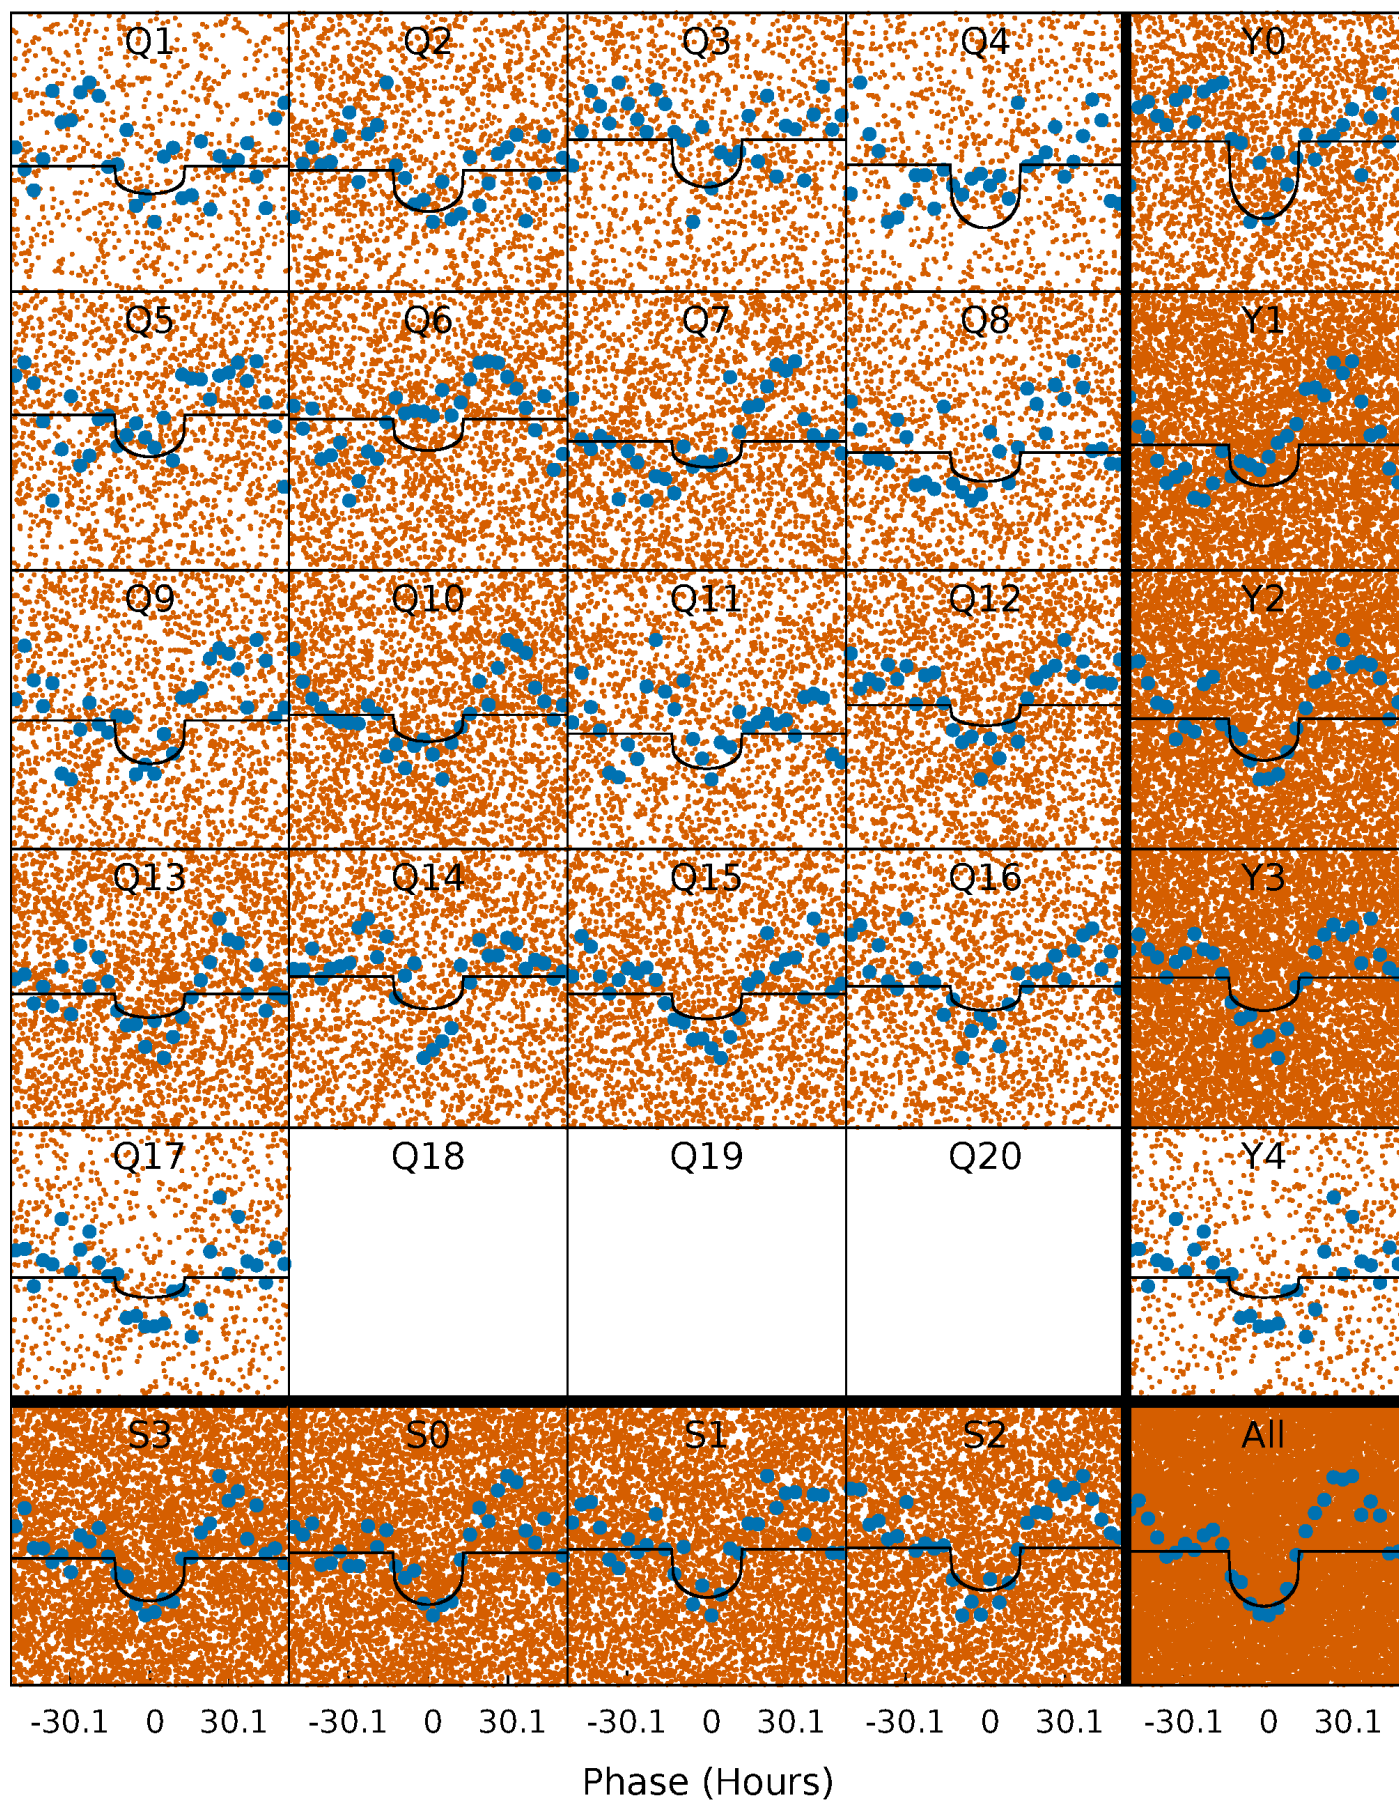 Q1 Q2 Q3 Q4 Y0
Q5 Q6 Q7 Q8 Y1
Q9 Q10 Q11 Q12 Y2
Q13 Q14 Q15 Q16 Y3
Q17 Q18 Q19 Q20 Y4
S3 S0 S1 S2 All
-30.1 0 30.1 -30.1 0 30.1 -30.1 0 30.1 -30.1 0 30.1 -30.1 0 30.1
Phase (Hours)